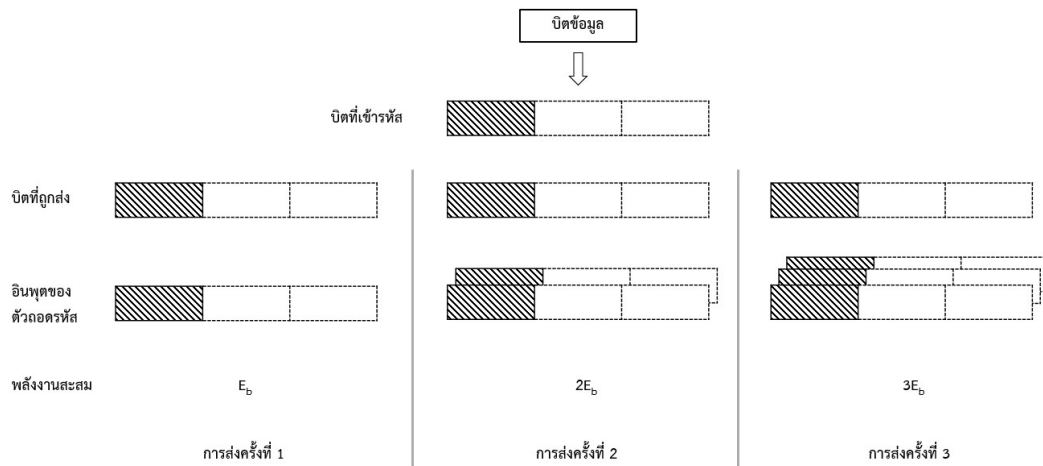 บิตข้อมูล
บิตที่เข้ารหัส
บิตที่ถูกส่ง
อินพุตของ
ตัวถอดรหัส
พลังงานสะสม
E_b
2E_b
3E_b
การส่งครั้งที่ 1
การส่งครั้งที่ 2
การส่งครั้งที่ 3